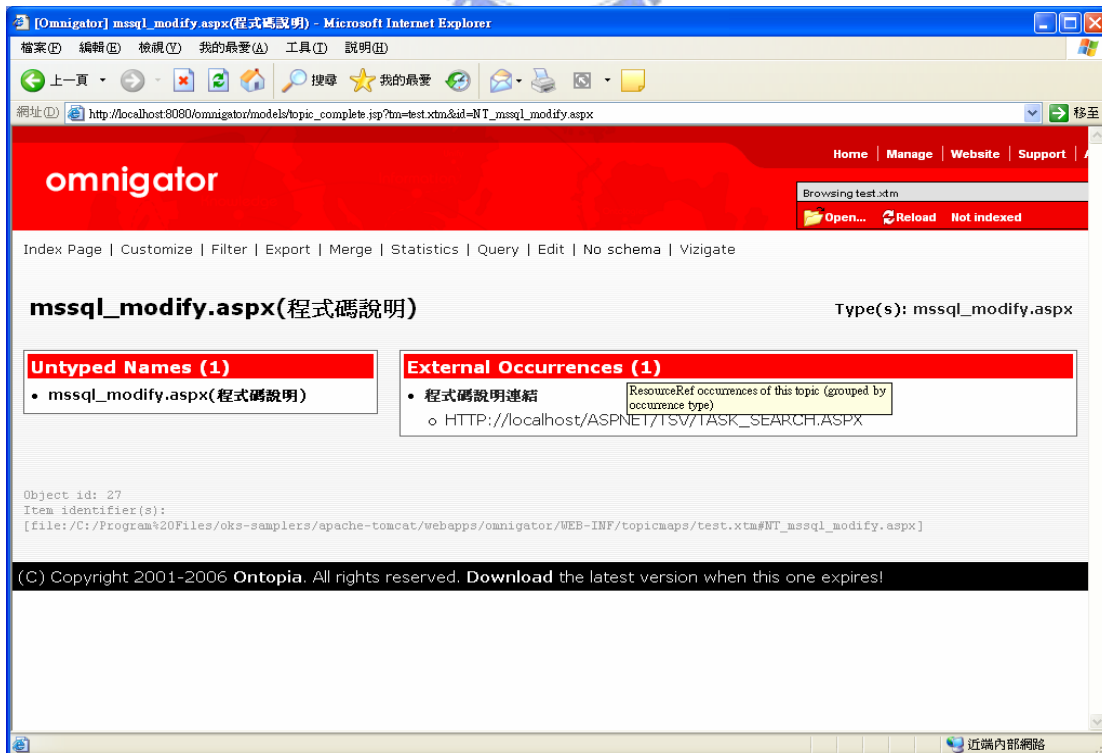 [Omnigator] mssql_modify.aspx(程式碼說明) - Microsoft Internet Explorer
檔案(F) 編輯(E) 檢視(V) 我的最愛(A) 工具(T) 說明(H)
上一頁 搜尋 我的最愛
網址(D) http://localhost:8080/omnigator/models/topic_complete.jsp?tm=test.xtm&id=NT_mssql_modify.aspx 移至
Home | Manage | Website | Support |
omnigator
Browsing test.xtm
Open... Reload Not indexed
Index Page | Customize | Filter | Export | Merge | Statistics | Query | Edit | No schema | Vizigate
mssql_modify.aspx(程式碼說明)
Type(s): mssql_modify.aspx
Untyped Names (1)
• mssql_modify.aspx(程式碼說明)
External Occurrences (1)
• 程式碼說明連結
ResourceRef occurrences of this topic (grouped by
occurrence type)
o HTTP://localhost/ASPNET/TSV/TASK_SEARCH.ASPX
Object id: 27
Item identifier(s):
[file:/C:/Program%20Files/oks-samplers/apache-tomcat/webapps/omnigator/WEB-INF/topicmaps/test.xtm#NT_mssql_modify.aspx]
(C) Copyright 2001-2006 Ontopia. All rights reserved. Download the latest version when this one expires!
近端內部網路